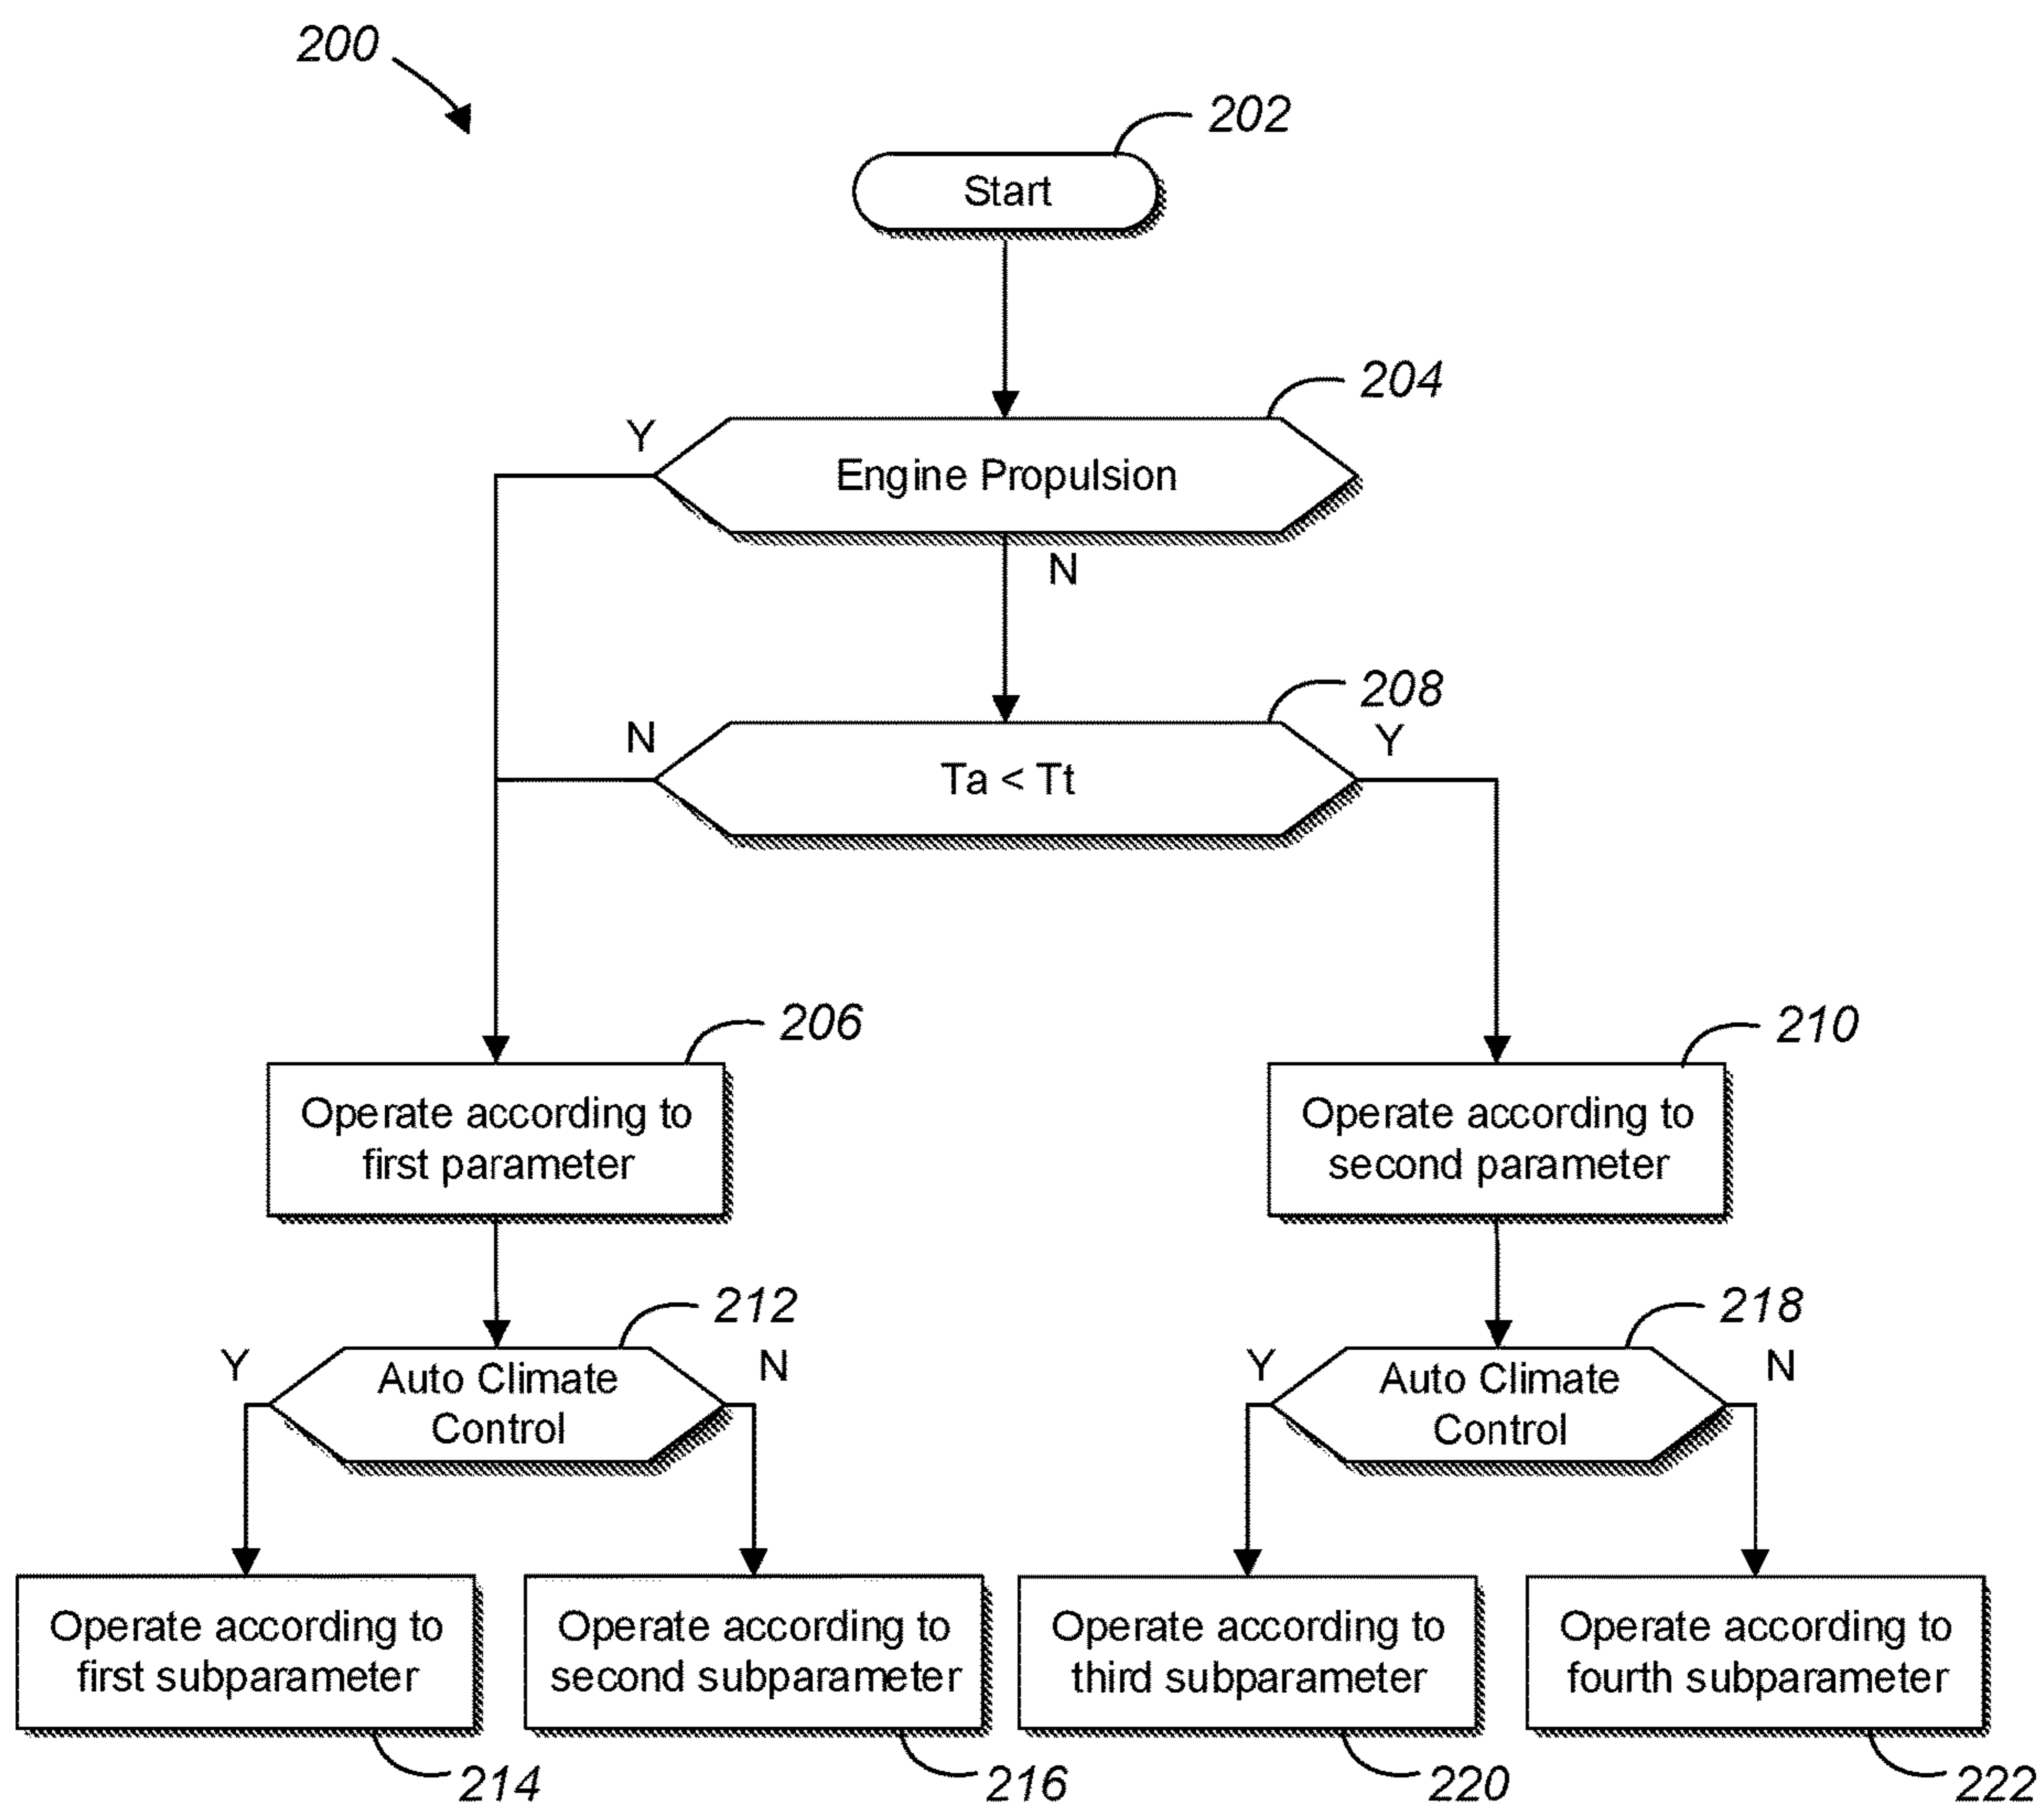 200
202
Start
204
Y
Engine Propulsion
N
208
N
Y
Ta < Tt
206
210
Operate according to
first parameter
Operate according to
second parameter
212
218
Y
Auto Climate
Control
N
Y
Auto Climate
Control
N
Operate according to
first subparameter
Operate according to
second subparameter
Operate according to
third subparameter
Operate according to
fourth subparameter
214
216
220
222